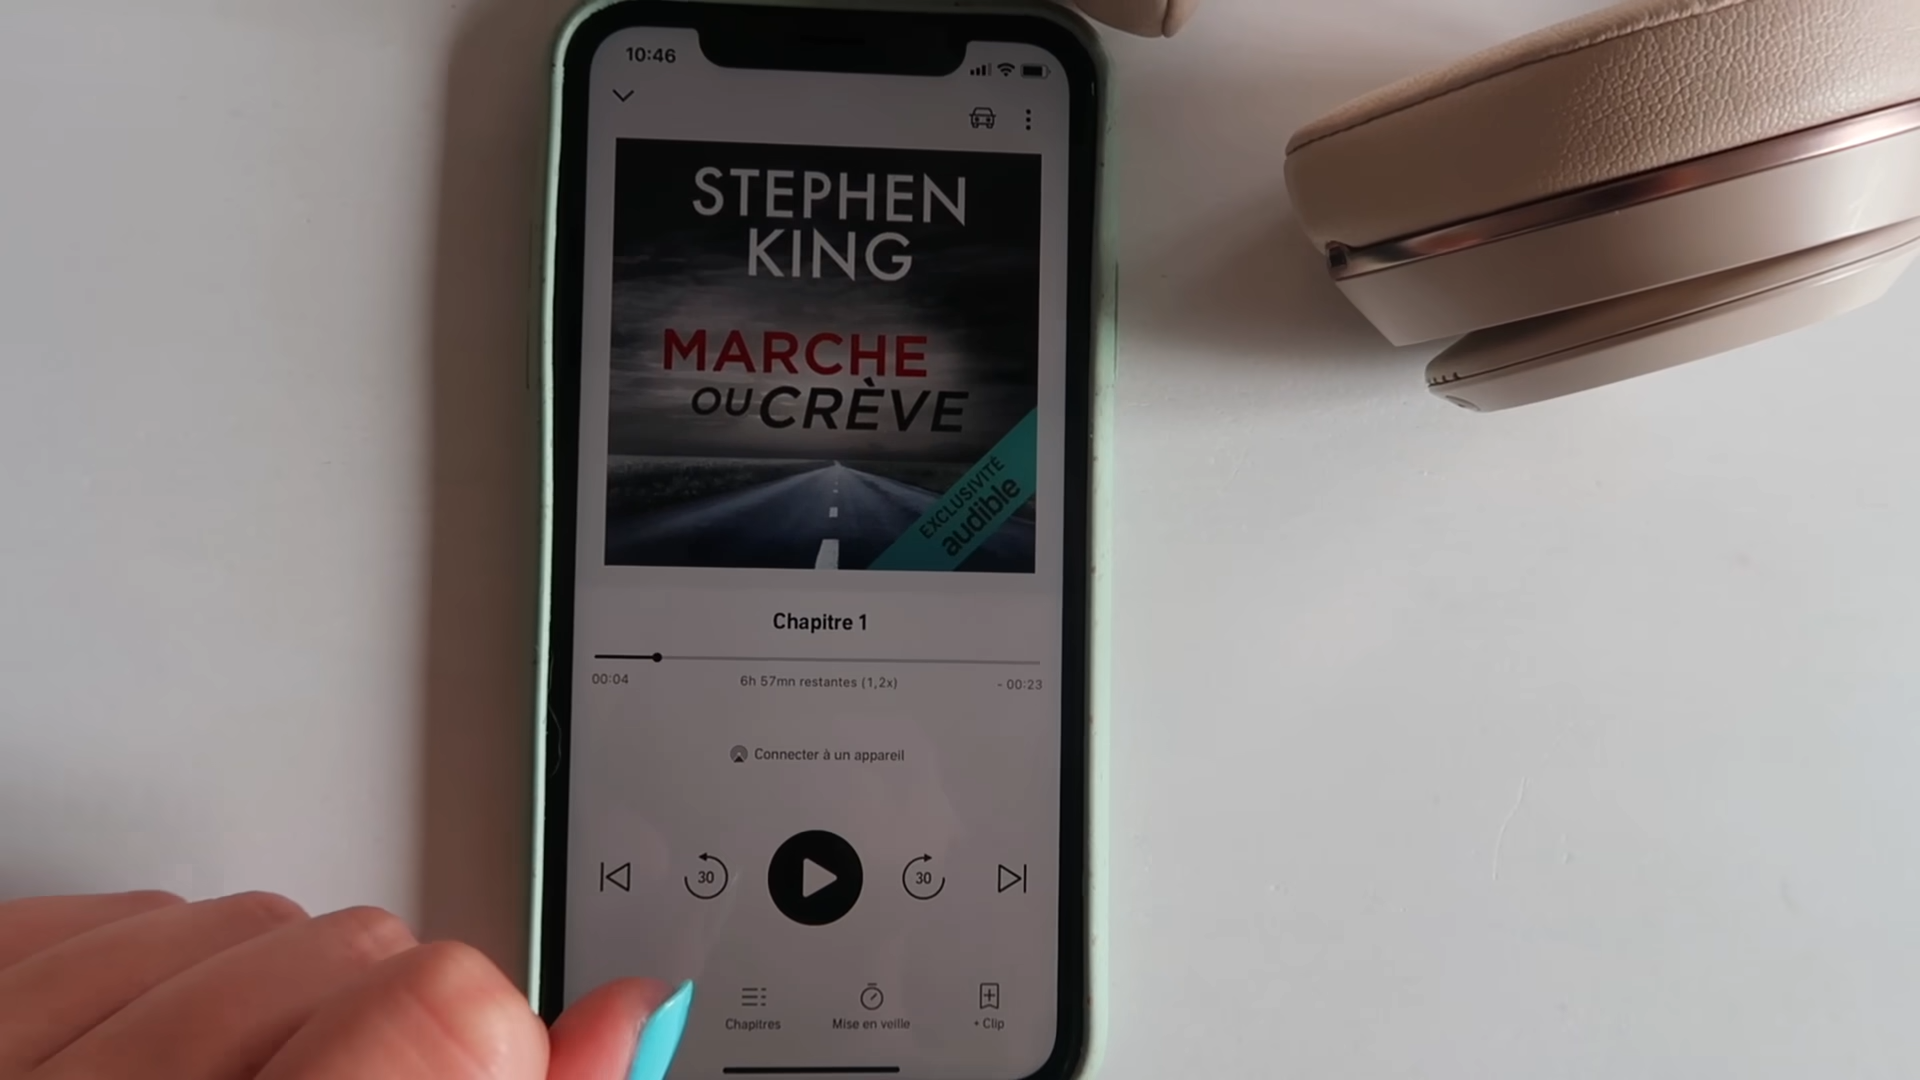 10:46
STEPHEN
KING
MARCHE
OU CRÈVE
EXCLUSIVITÉ
audible
Chapitre 1
00:04
6h 57mn restantes (1,2x)
- 00:23
Connecter à un appareil
30
30
Chapitres
Mise en veille
+ Clip